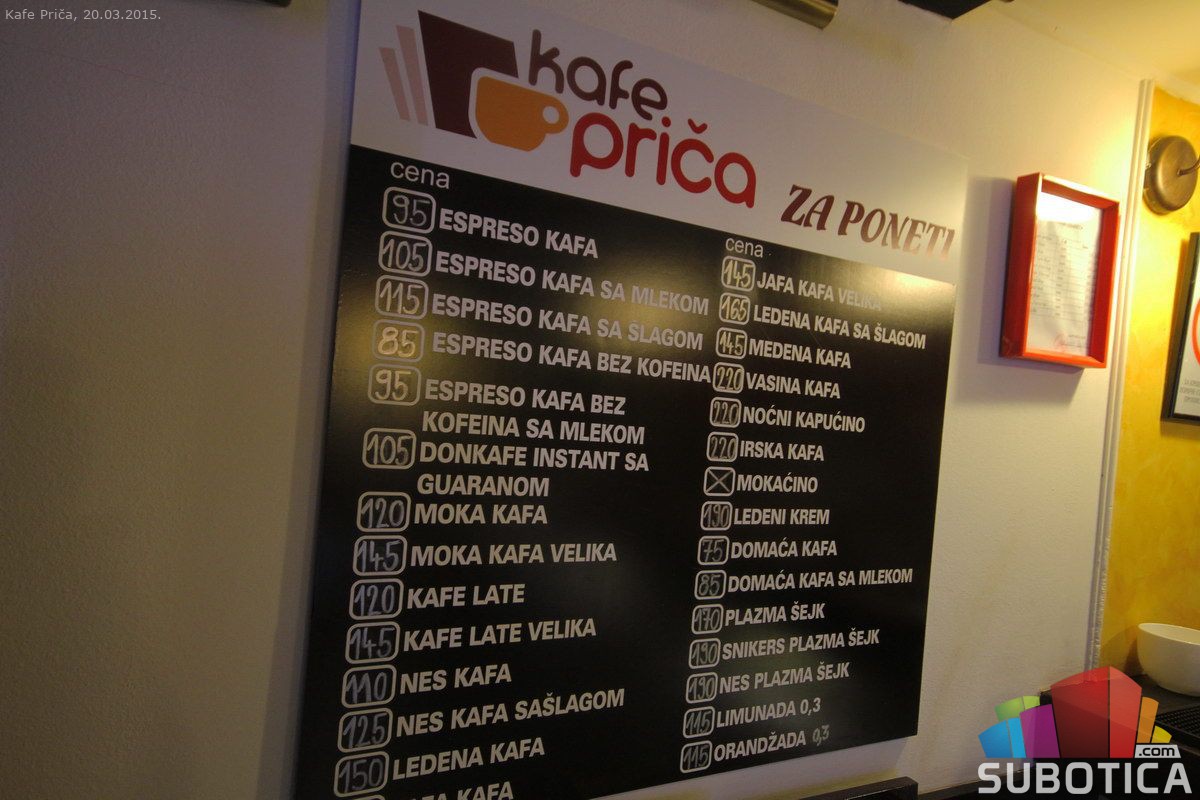 Kafe Priča, 20.03.2015.
kafe
priča
ZA PONETI
cena
95 ESPRESO KAFA
105 ESPRESO KAFA SA MLEKOM
115 ESPRESO KAFA SA ŠLAGOM
85 ESPRESO KAFA BEZ KOFEINA
95 ESPRESO KAFA BEZ
KOFEINA SA MLEKOM
105 DONKAFE INSTANT SA
GUARANOM
120 MOKA KAFA
145 MOKA KAFA VELIKA
120 KAFE LATE
145 KAFE LATE VELIKA
110 NES KAFA
125 NES KAFA SAŠLAGOM
150 LEDENA KAFA
KAFA
cena
145 JAFA KAFA VELIKA
165 LEDENA KAFA SA ŠLAGOM
145 MEDENA KAFA
220 VASINA KAFA
220 NOĆNI KAPUĆINO
220 IRSKA KAFA
MOKAĆINO
190 LEDENI KREM
75 DOMAĆA KAFA
85 DOMAĆA KAFA SA MLEKOM
170 PLAZMA ŠEJK
190 SNIKERS PLAZMA ŠEJK
190 NES PLAZMA ŠEJK
115 LIMUNADA 0,3
115 ORANDŽADA 0,3
.com
SUBOTICA